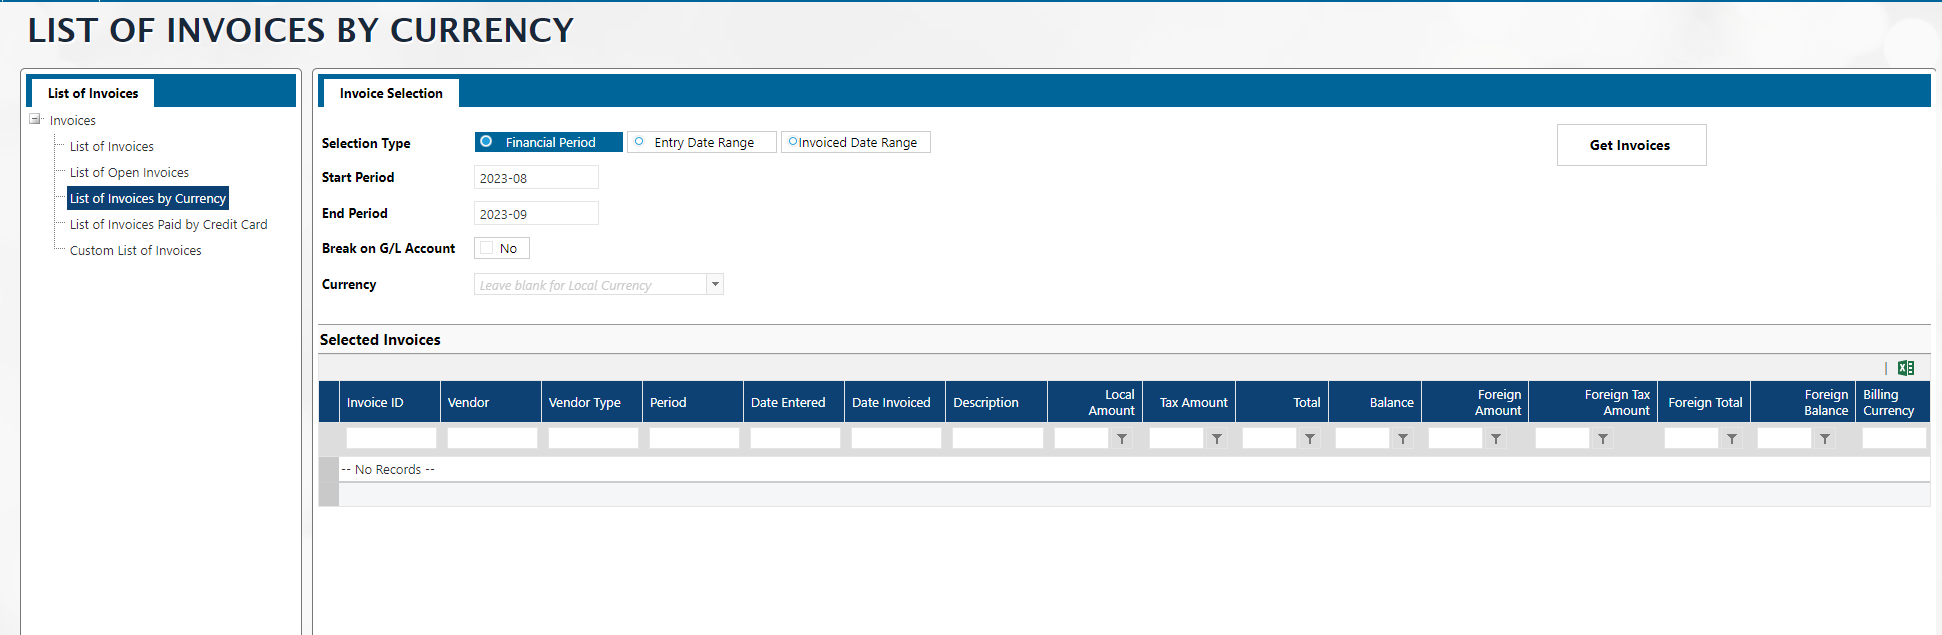 LIST OF INVOICES BY CURRENCY
List of Invoices
Invoices
List of Invoices
List of Open Invoices
List of Invoices by Currency
List of Invoices Paid by Credit Card
Custom List of Invoices
Invoice Selection
Selection Type
Financial Period
Entry Date Range
Invoiced Date Range
Get Invoices
Start Period
2023-08
End Period
2023-09
Break on G/L Account
No
Currency
Leave blank for Local Currency
Selected Invoices
Invoice ID
Vendor
Vendor Type
Period
Date Entered
Date Invoiced
Description
Local
Amount
Tax Amount
Total
Balance
Foreign
Amount
Foreign Tax
Amount
Foreign Total
Foreign
Balance
Billing
Currency
-- No Records --